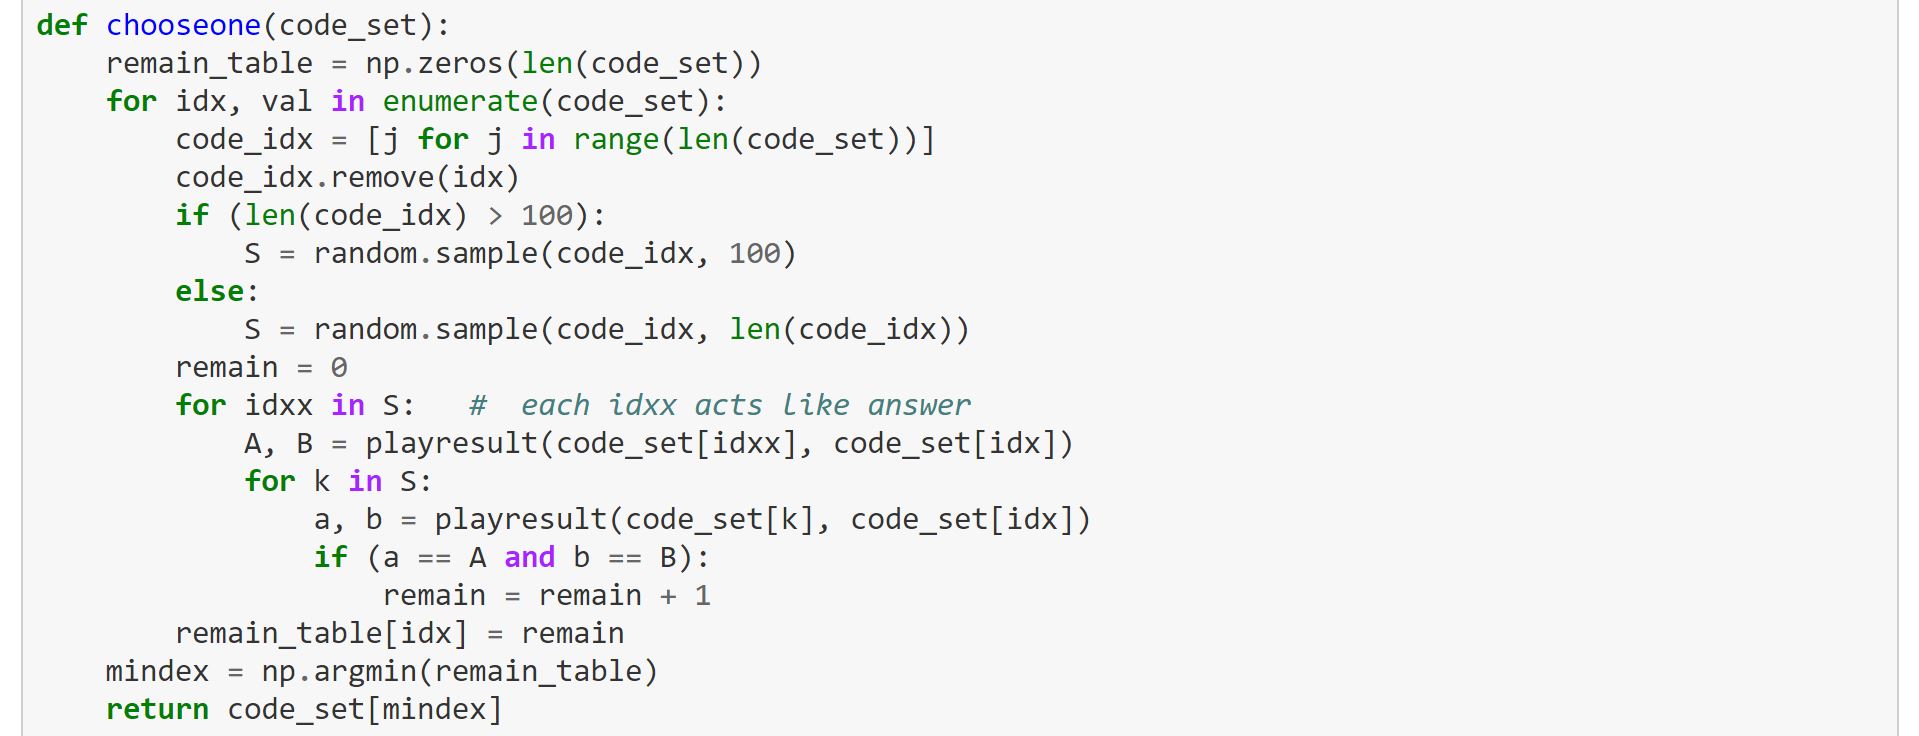 def chooseone(code_set):
    remain_table = np.zeros(len(code_set))
    for idx, val in enumerate(code_set):
        code_idx = [j for j in range(len(code_set))]
        code_idx.remove(idx)
        if (len(code_idx) > 100):
            S = random.sample(code_idx, 100)
        else:
            S = random.sample(code_idx, len(code_idx))
        remain = 0
        for idxx in S:   #  each idxx acts like answer
            A, B = playresult(code_set[idxx], code_set[idx])
            for k in S:
                a, b = playresult(code_set[k], code_set[idx])
                if (a == A and b == B):
                    remain = remain + 1
        remain_table[idx] = remain
    mindex = np.argmin(remain_table)
    return code_set[mindex]